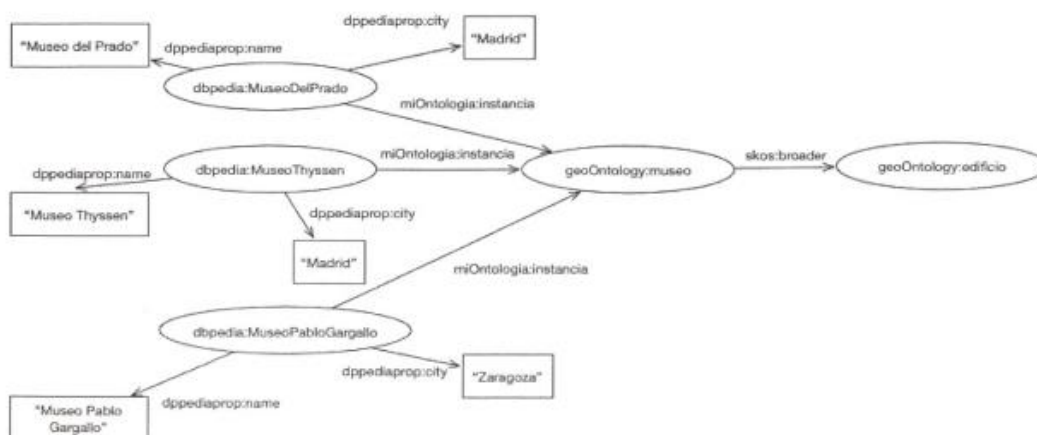 dppediaprop:city
"Museo del Prado"
dppediaprop:name
"Madrid"
dbpedia:MuseoDelPrado
miOntologia:instancia
miOntologia:instancia
skos:broader
dppediaprop:name
dbpedia:MuseoThyssen
geoOntology:museo
geoOntology:edificio
"Museo Thyssen"
dppediaprop:city
"Madrid"
miOntologia:instancia
dbpedia:MuseoPabloGargallo
dppediaprop:city
"Zaragoza"
"Museo Pablo
Gargallo"
dppediaprop:name